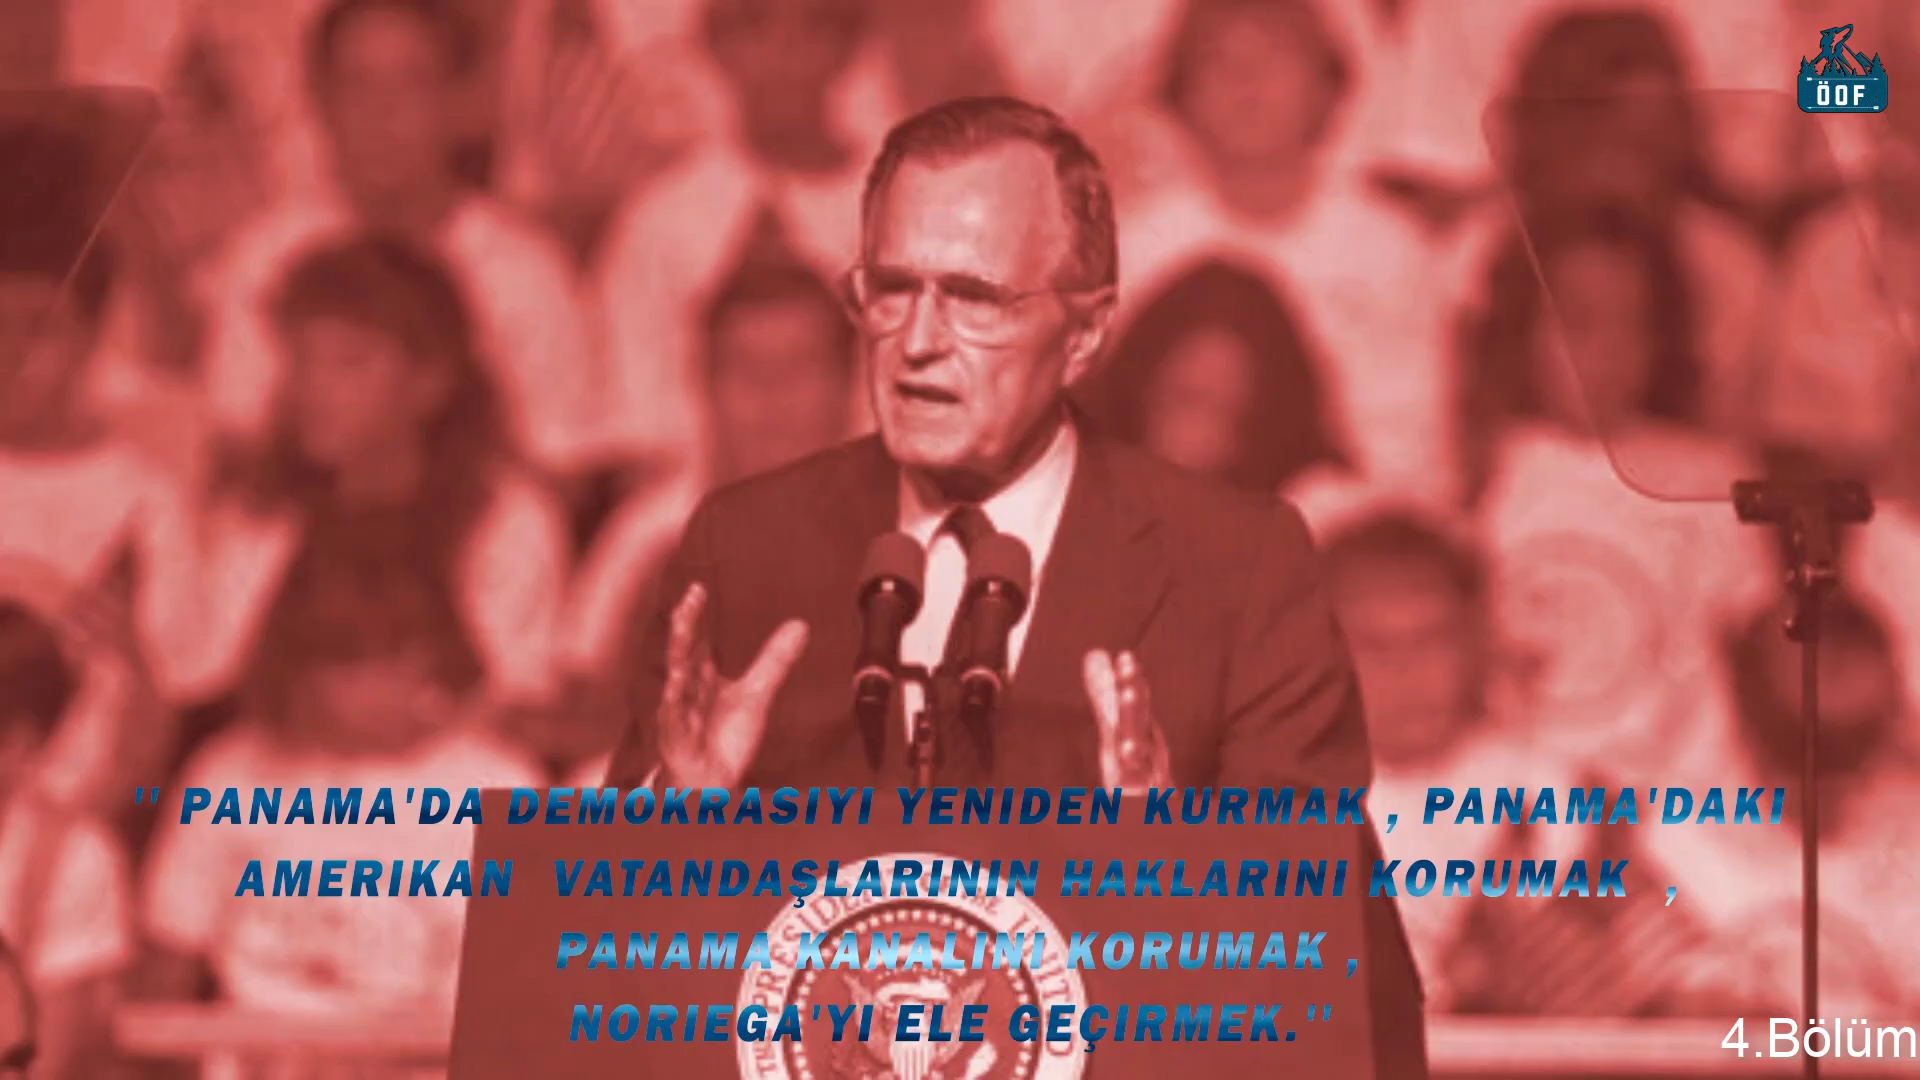 ÖOF
'' PANAMA'DA DEMOKRASIYI YENIDEN KURMAK , PANAMA'DAKI
AMERIKAN VATANDAŞLARININ HAKLARINI KORUMAK ,
PANAMA KANALINI KORUMAK ,
NORIEGA'YI ELE GEÇIRMEK.''
4.Bölüm